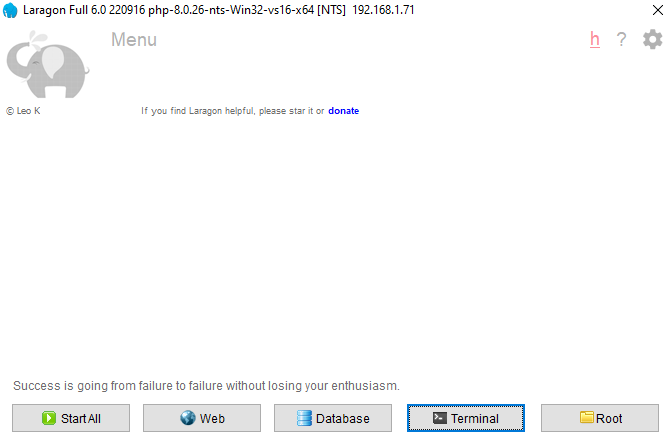 Laragon Full 6.0 220916 php-8.0.26-nts-Win32-vs16-x64 [NTS] 192.168.1.71
Menu
h ?
© Leo K
If you find Laragon helpful, please star it or donate
Success is going from failure to failure without losing your enthusiasm.
Start All Web Database Terminal Root